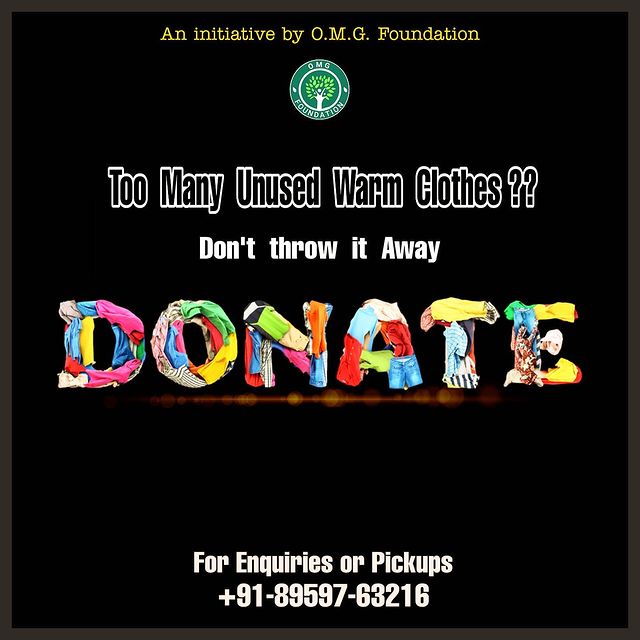 An initiative by O.M.G. Foundation
OMG
FOUNDATION
Too Many Unused Warm Clothes ??
Don't throw it Away
DONATE
For Enquiries or Pickups
+91-89597-63216